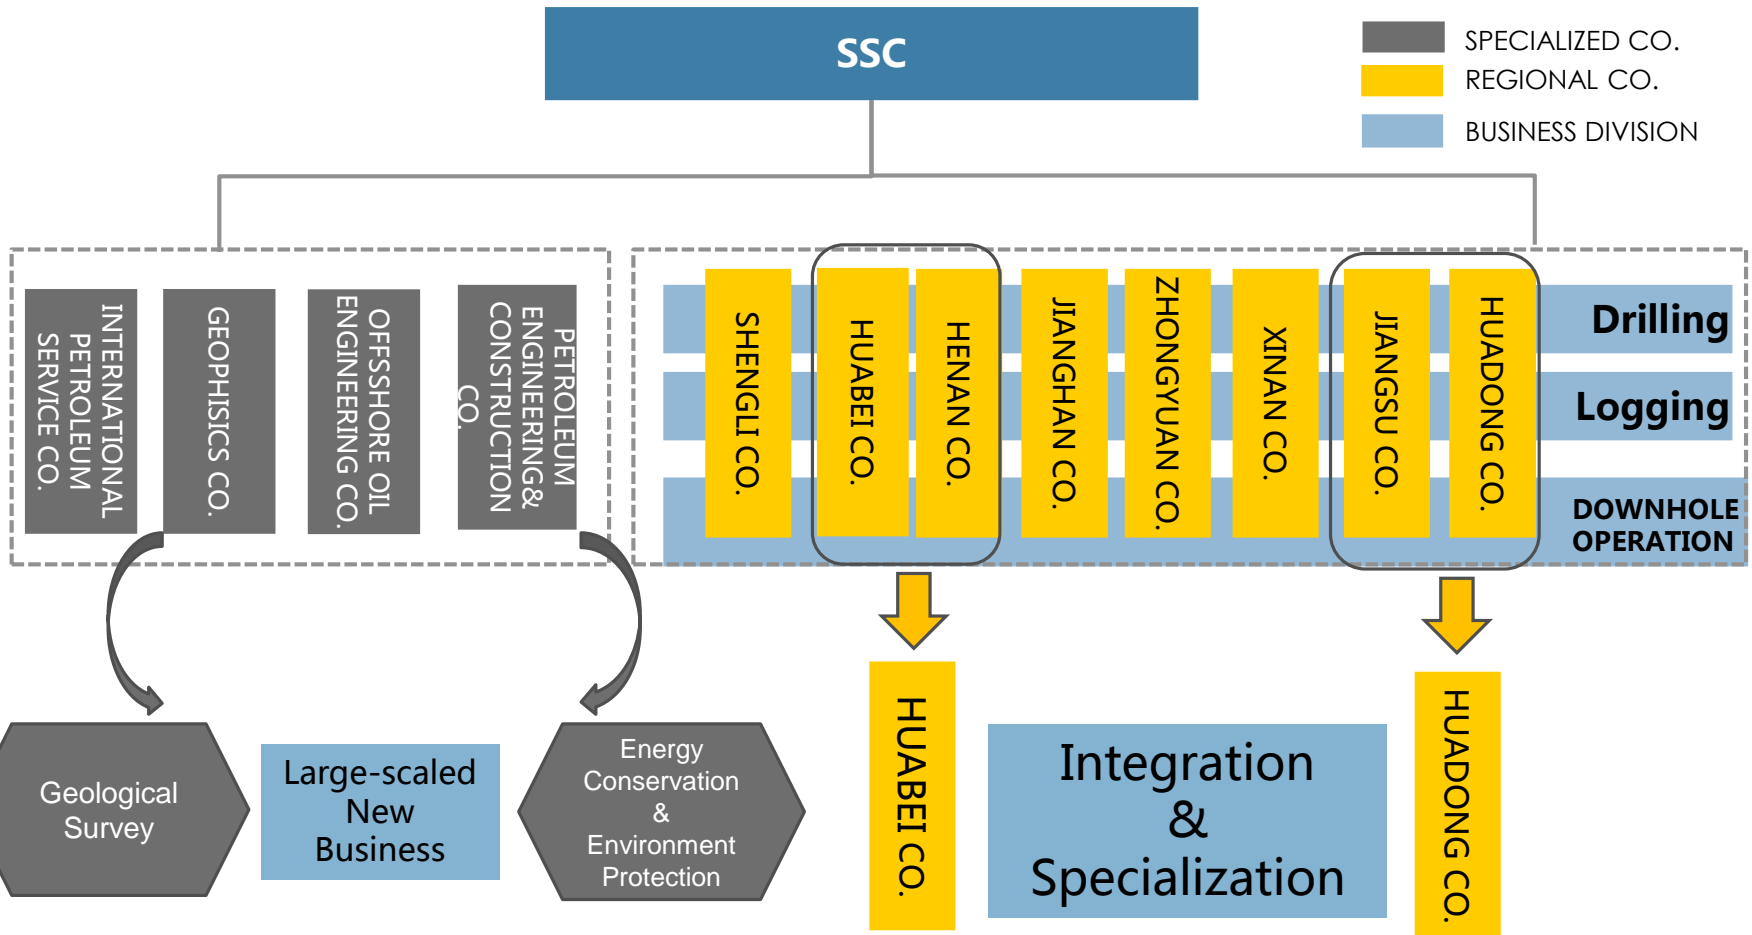 SSC
SPECIALIZED CO.
REGIONAL CO.
BUSINESS DIVISION
INTERNATIONAL
PETROLEUM
SERVICE CO.
GEOPHISICS CO.
OFFSSHORE OIL
ENGINEERING CO.
PETROLEUM
ENGINEERING&
CONSTRUCTION
CO.
SHENGLI CO.
HUABEI CO.
HENAN CO.
JIANGHAN CO.
ZHONGYUAN CO.
XINAN CO.
JIANGSU CO.
HUADONG CO.
Drilling
Logging
DOWNHOLE
OPERATION
Geological
Survey
Large-scaled
New
Business
Energy
Conservation
&
Environment
Protection
HUABEI CO.
Integration
&
Specialization
HUADONG CO.